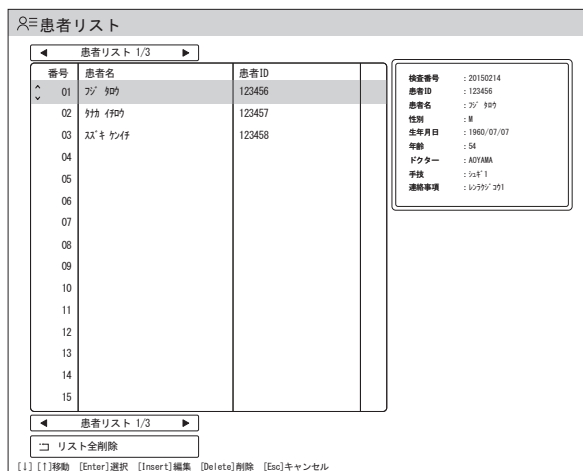 患者リスト
患者リスト 1/3
番号 患者名 患者ID
01 フジ タロウ 123456
02 タナカ イチロウ 123457
03 スズキ ケンイチ 123458
04
05
06
07
08
09
10
11
12
13
14
15
検査番号 : 20150214
患者ID : 123456
患者名 : フジ タロウ
性別 : M
生年月日 : 1960/07/07
年齢 : 54
ドクター : AOYAMA
手技 : シュギ1
連絡事項 : レンラクジコウ1
患者リスト 1/3
リスト全削除
[↓][↑]移動 [Enter]選択 [Insert]編集 [Delete]削除 [Esc]キャンセル